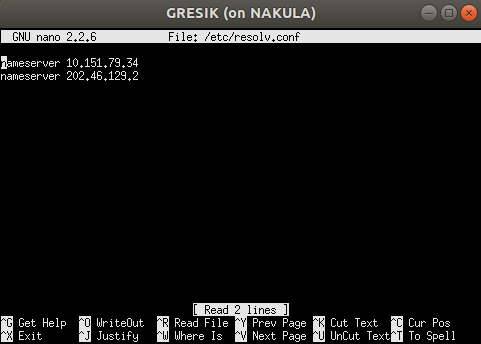 GRESIK (on NAKULA)
GNU nano 2.2.6 File: /etc/resolv.conf
nameserver 10.151.79.34
nameserver 202.46.129.2
[ Read 2 lines ]
^G Get Help ^O WriteOut ^R Read File ^Y Prev Page ^K Cut Text ^C Cur Pos
^X Exit ^J Justify ^W Where Is ^V Next Page ^U UnCut Text ^T To Spell